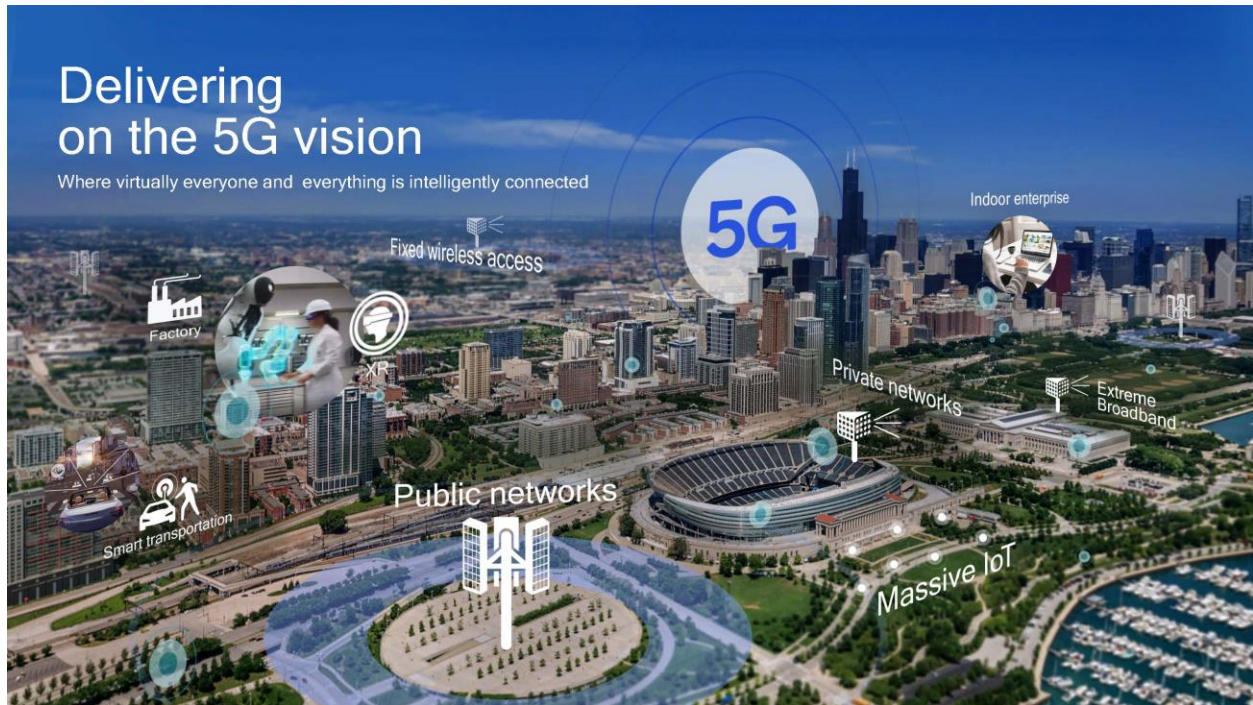 Delivering
on the 5G vision
Where virtually everyone and everything is intelligently connected
5G
Indoor enterprise
Fixed wireless access
Factory
XR
Private networks
Extreme
Broadband
Public networks
Smart transportation
Massive IoT